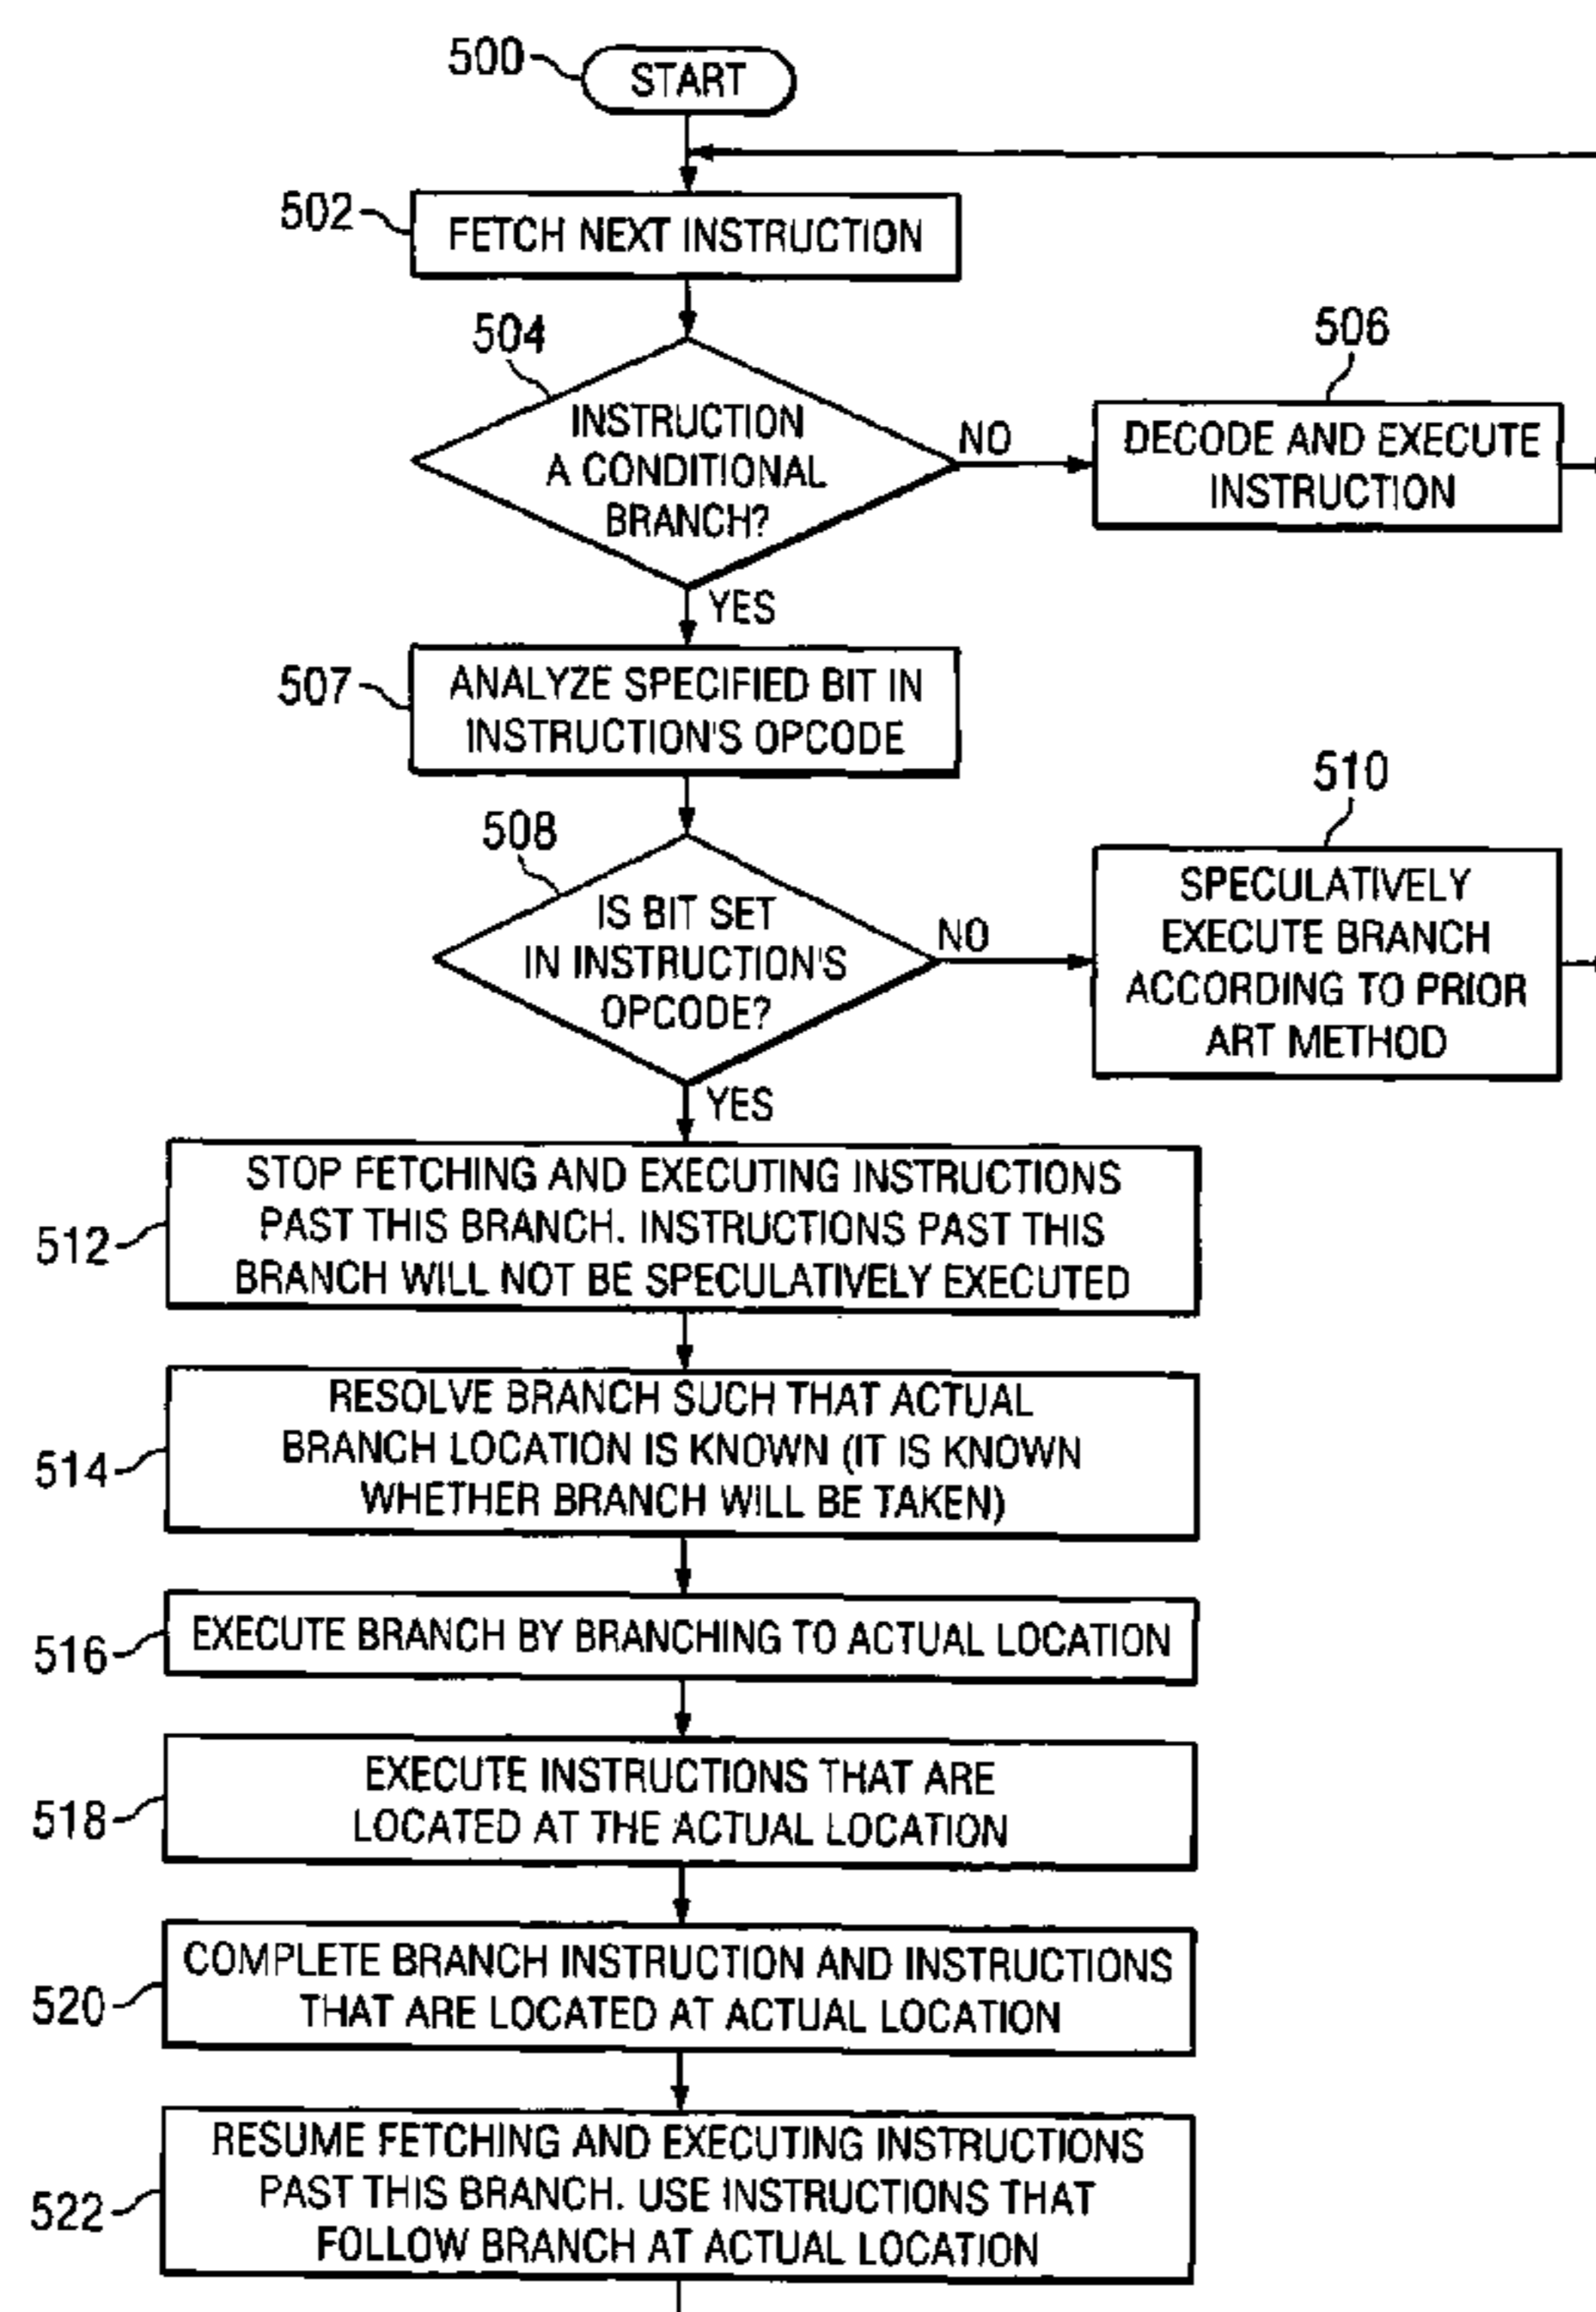 500
START
502
FETCH NEXT INSTRUCTION
504
INSTRUCTION
A CONDITIONAL
BRANCH?
NO
506
DECODE AND EXECUTE
INSTRUCTION
YES
507
ANALYZE SPECIFIED BIT IN
INSTRUCTION'S OPCODE
508
IS BIT SET
IN INSTRUCTION'S
OPCODE?
NO
510
SPECULATIVELY
EXECUTE BRANCH
ACCORDING TO PRIOR
ART METHOD
YES
512
STOP FETCHING AND EXECUTING INSTRUCTIONS
PAST THIS BRANCH. INSTRUCTIONS PAST THIS
BRANCH WILL NOT BE SPECULATIVELY EXECUTED
514
RESOLVE BRANCH SUCH THAT ACTUAL
BRANCH LOCATION IS KNOWN (IT IS KNOWN
WHETHER BRANCH WILL BE TAKEN)
516
EXECUTE BRANCH BY BRANCHING TO ACTUAL LOCATION
518
EXECUTE INSTRUCTIONS THAT ARE
LOCATED AT THE ACTUAL LOCATION
520
COMPLETE BRANCH INSTRUCTION AND INSTRUCTIONS
THAT ARE LOCATED AT ACTUAL LOCATION
522
RESUME FETCHING AND EXECUTING INSTRUCTIONS
PAST THIS BRANCH. USE INSTRUCTIONS THAT
FOLLOW BRANCH AT ACTUAL LOCATION